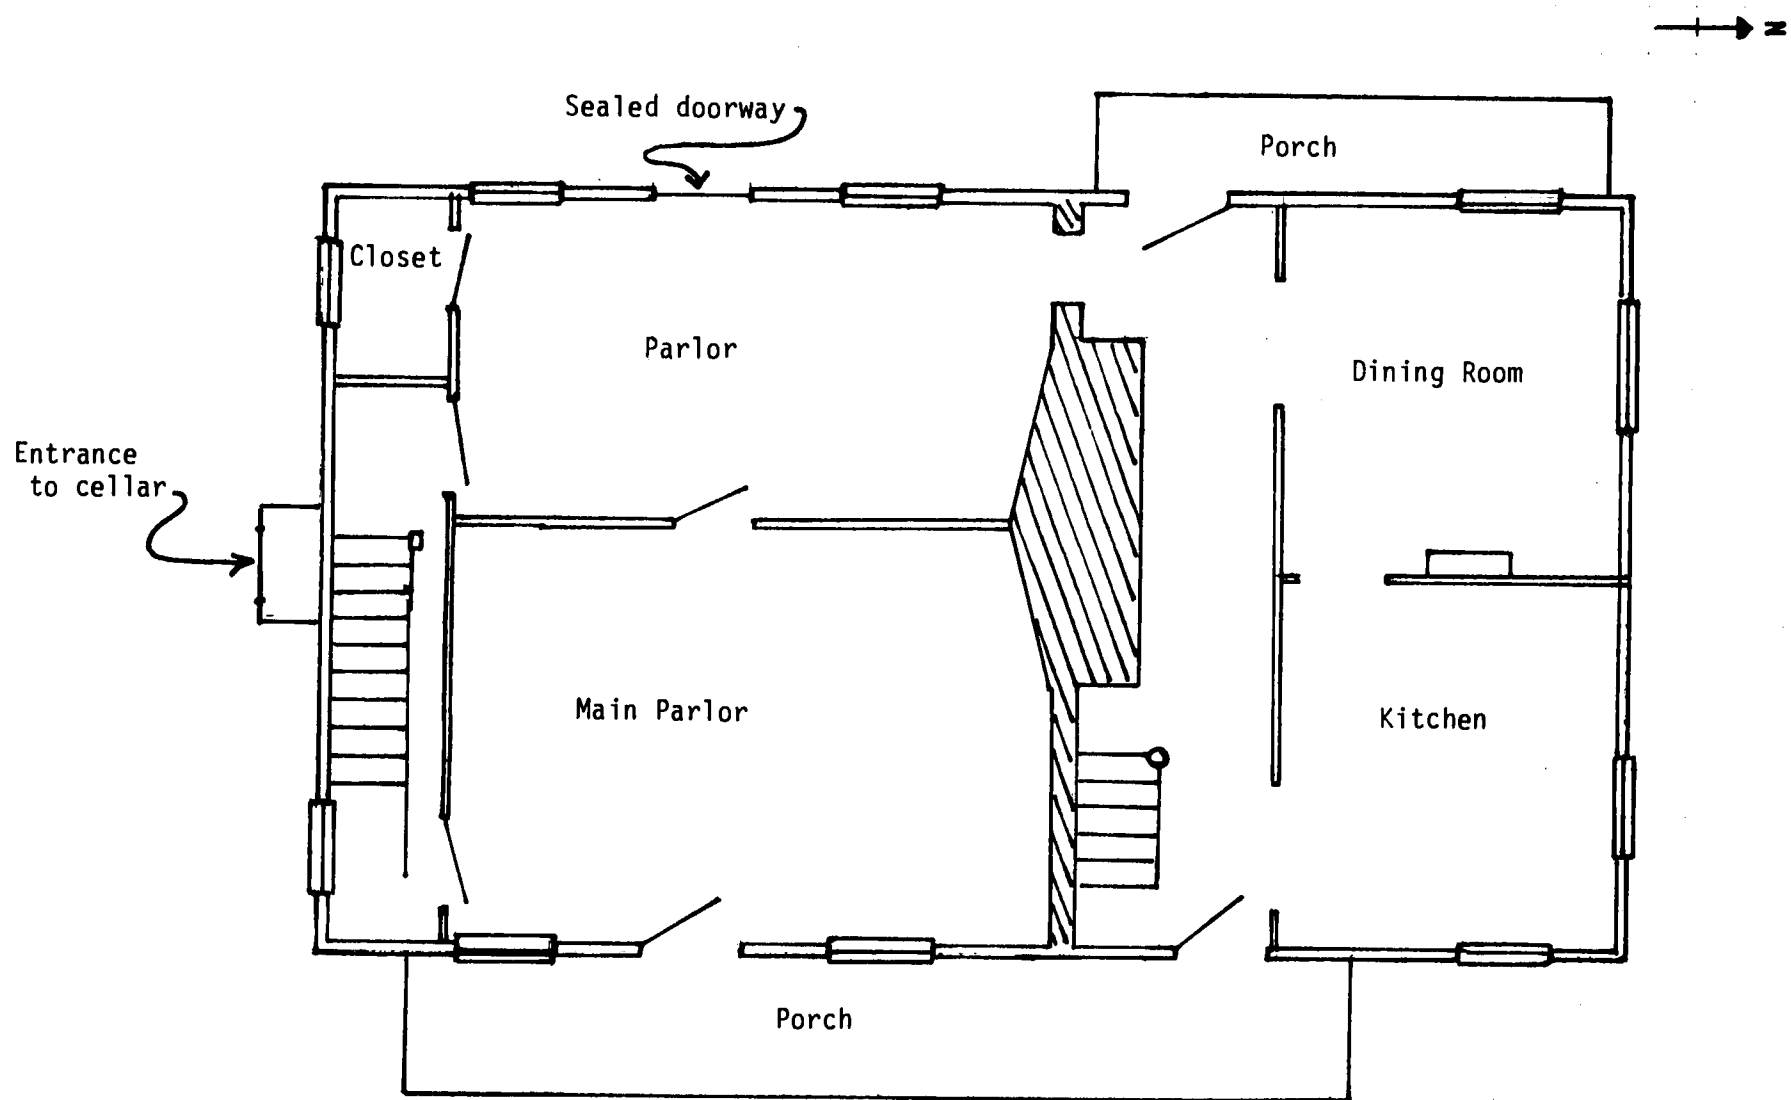 N
Sealed doorway
Porch
Closet
Parlor
Dining Room
Entrance
to cellar
Main Parlor
Kitchen
Porch